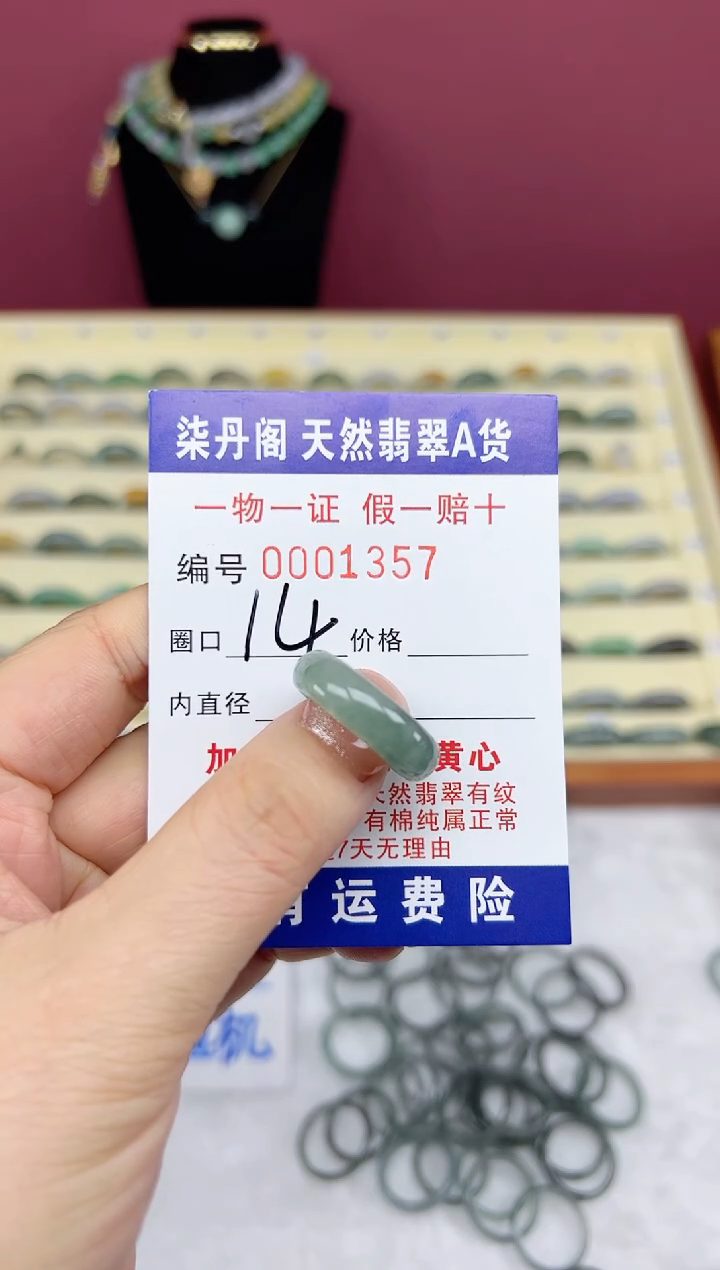 柒丹阁 天然翡翠A货
一物一证 假一赔十
编号 0001357
圈口 14 价格
内直径
加 黄心
天然翡翠有纹
有棉纯属正常
7天无理由
运费险
机